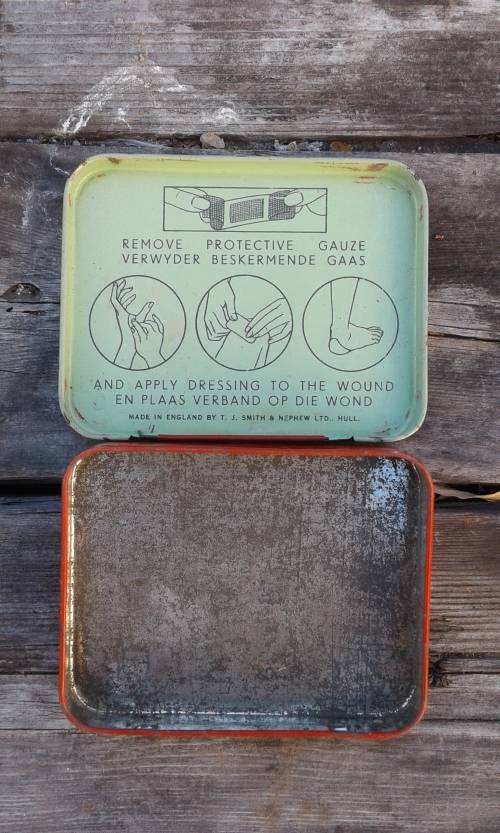 REMOVE PROTECTIVE GAUZE
VERWYDER BESKERMENDE GAAS
AND APPLY DRESSING TO THE WOUND
EN PLAAS VERBAND OP DIE WOND
MADE IN ENGLAND BY T. J. SMITH & NEPHEW LTD., HULL.